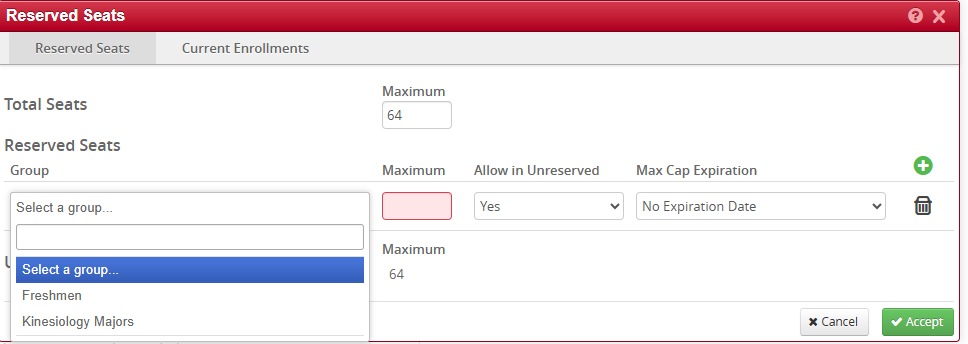 Reserved Seats
Reserved Seats Current Enrollments
Maximum
Total Seats 64
Reserved Seats
Group Maximum Allow in Unreserved Max Cap Expiration
Select a group... Yes No Expiration Date
Select a group...
Freshmen
Kinesiology Majors
Maximum
64
Cancel Accept